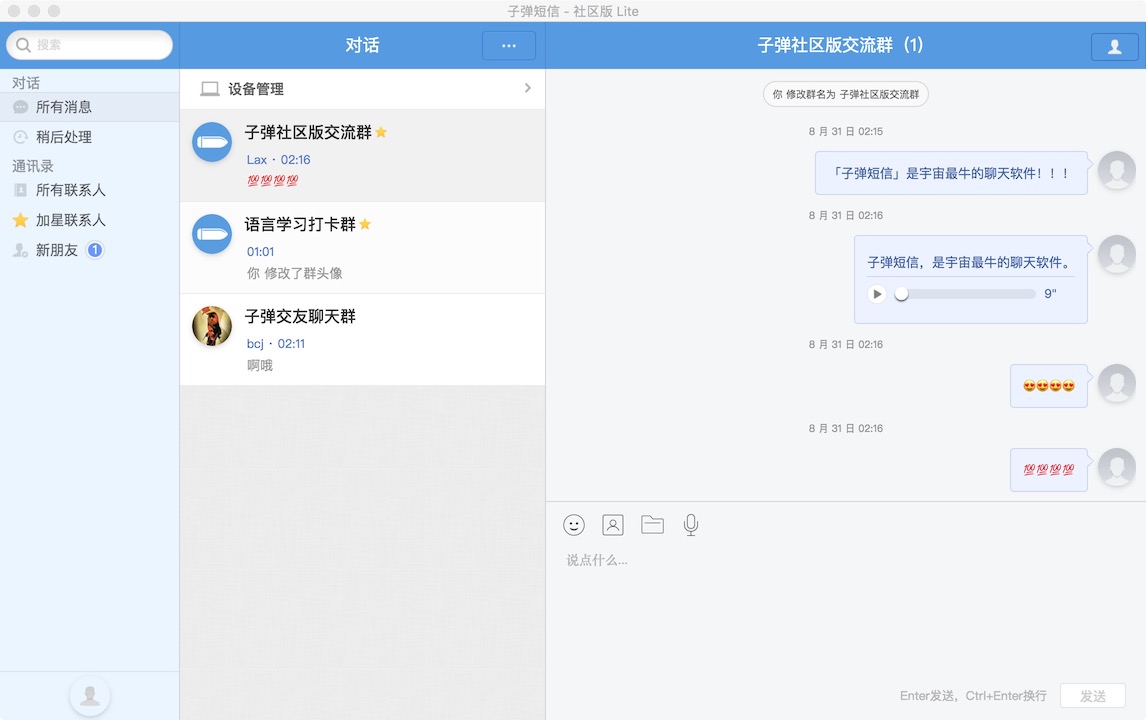 子弹短信 - 社区版 Lite
搜索
对话
所有消息
稍后处理
通讯录
所有联系人
加星联系人
新朋友 1
对话
设备管理
子弹社区版交流群⭐
Lax · 02:16
💯💯💯💯
语言学习打卡群⭐
01:01
你 修改了群头像
子弹交友聊天群
bcj · 02:11
啊哦
子弹社区版交流群（1）
你 修改群名为 子弹社区版交流群
8 月 31 日 02:15
「子弹短信」是宇宙最牛的聊天软件！！！
8 月 31 日 02:16
子弹短信，是宇宙最牛的聊天软件。
9"
8 月 31 日 02:16
😍😍😍😍
8 月 31 日 02:16
💯💯💯💯
说点什么...
Enter发送，Ctrl+Enter换行
发送